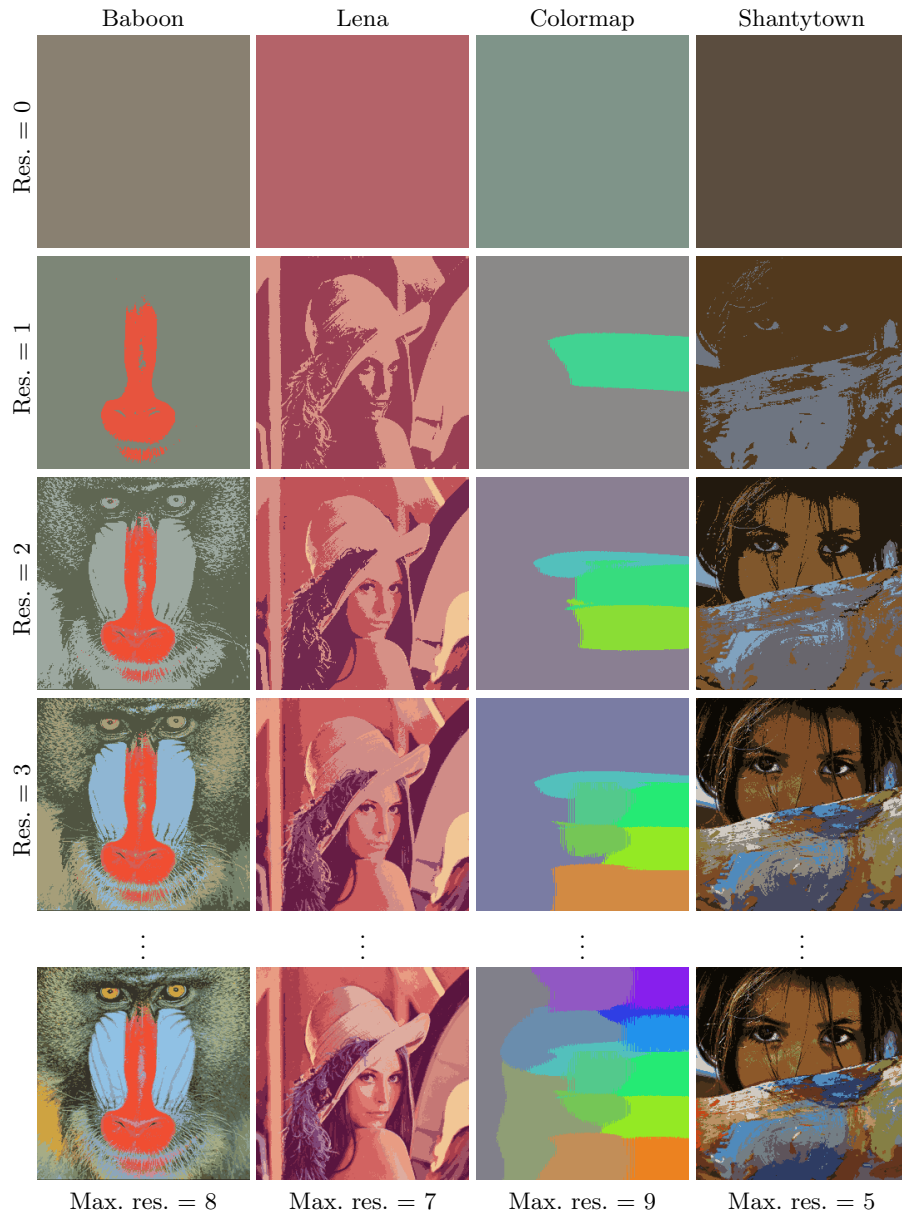 Baboon Lena Colormap Shantytown
Res. = 0
Res. = 1
Res. = 2
Res. = 3
⋮ ⋮ ⋮ ⋮
Max. res. = 8 Max. res. = 7 Max. res. = 9 Max. res. = 5